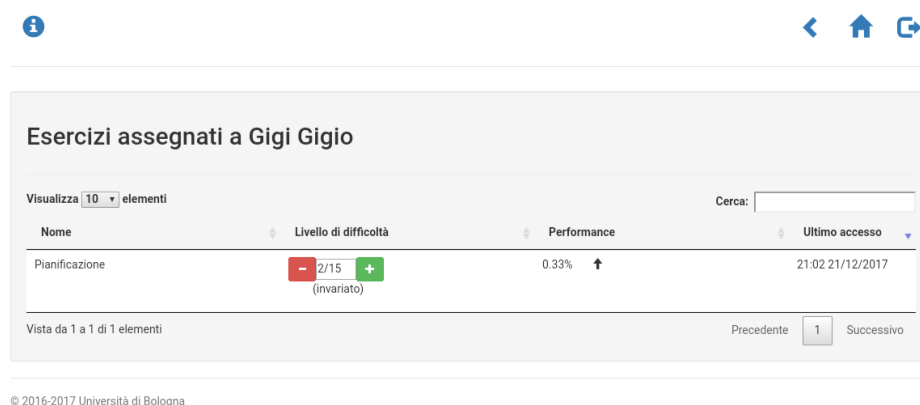 Esercizi assegnati a Gigi Gigio
Visualizza 10 elementi Cerca:
Nome Livello di difficoltà Performance Ultimo accesso
Pianificazione - 2/15 + 0.33% 21:02 21/12/2017
(invariato)
Vista da 1 a 1 di 1 elementi Precedente 1 Successivo
© 2016-2017 Università di Bologna